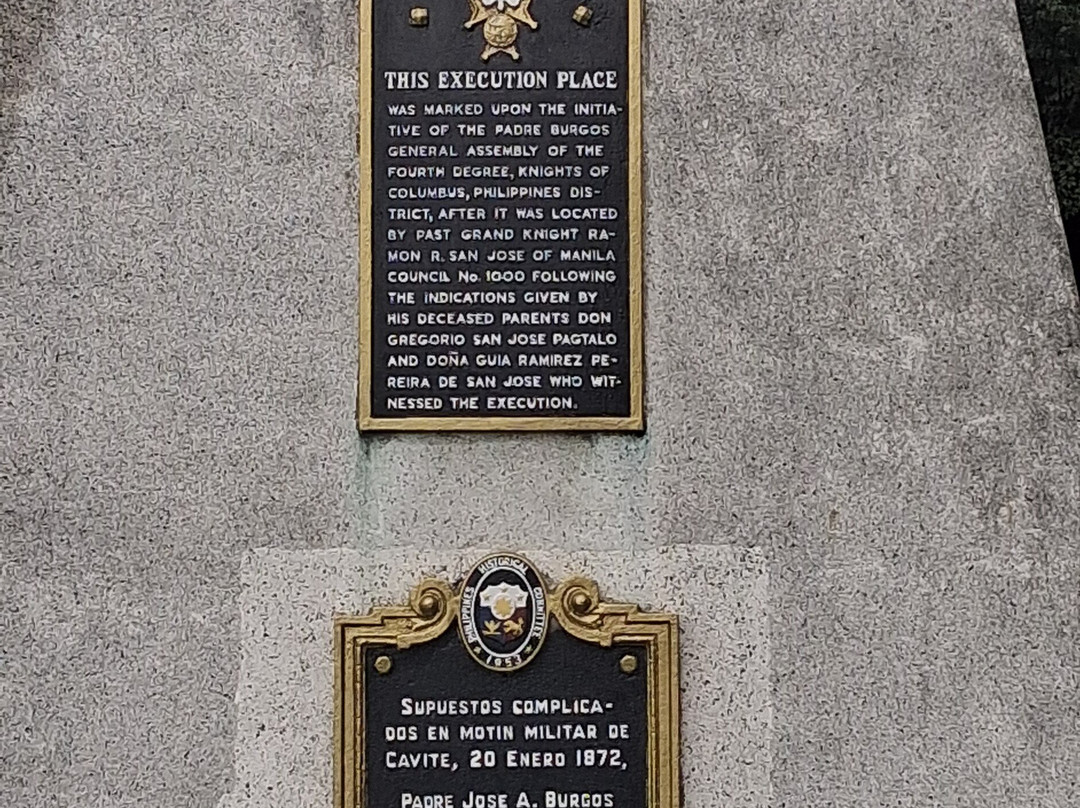 THIS EXECUTION PLACE
WAS MARKED UPON THE INITIA-
TIVE OF THE PADRE BURGOS
GENERAL ASSEMBLY OF THE
FOURTH DEGREE, KNIGHTS OF
COLUMBUS, PHILIPPINES DIS-
TRICT, AFTER IT WAS LOCATED
BY PAST GRAND KNIGHT RA-
MON R. SAN JOSE OF MANILA
COUNCIL No. 1000 FOLLOWING
THE INDICATIONS GIVEN BY
HIS DECEASED PARENTS DON
GREGORIO SAN JOSE PAGTALO
AND DOÑA GUIA RAMIREZ PE-
REIRA DE SAN JOSE WHO WIT-
NESSED THE EXECUTION.
PHILIPPINES HISTORICAL COMMITTEE
1953
SUPUESTOS COMPLICA-
DOS EN MOTIN MILITAR DE
CAVITE, 20 ENERO 1872,
PADRE JOSE A. BURGOS